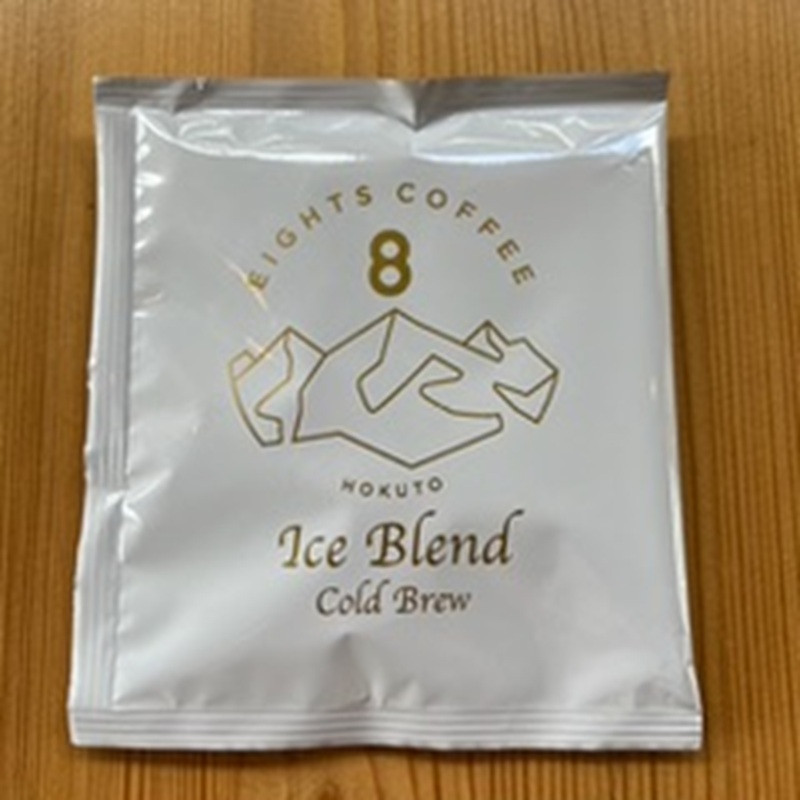 EIGHTS COFFEE
8
HOKUTO
Ice Blend
Cold Brew